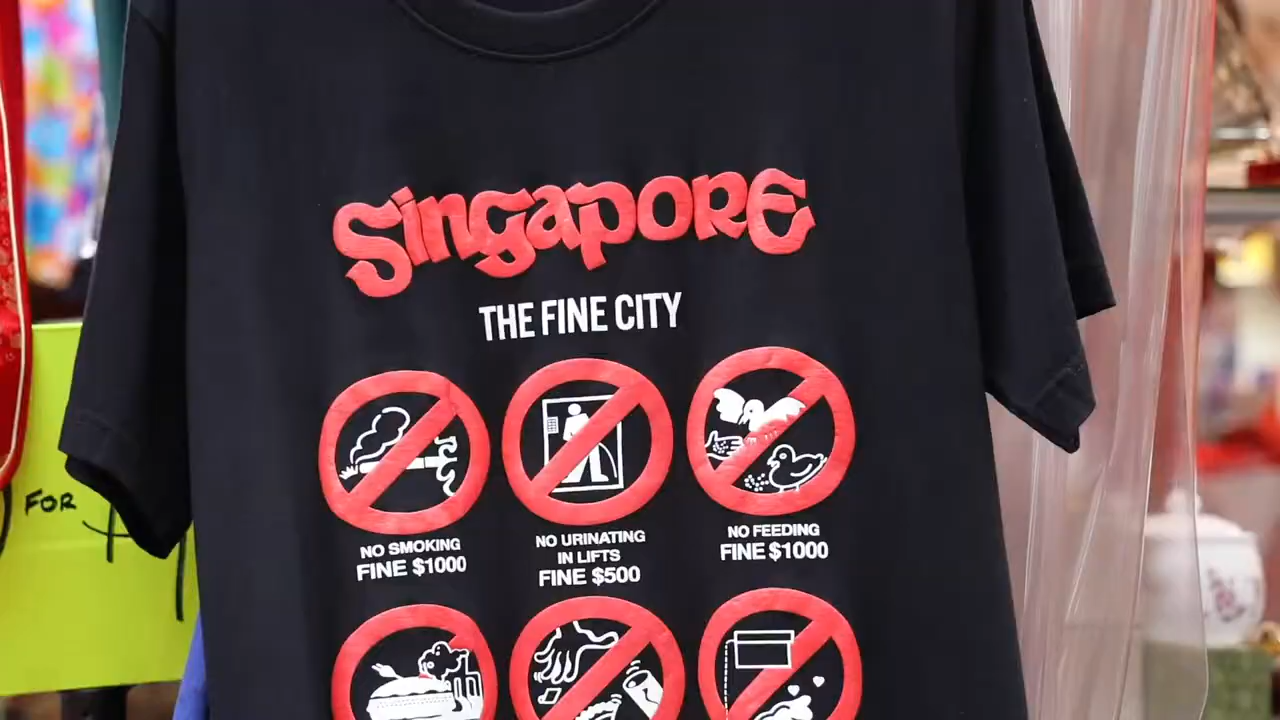 Singapore
THE FINE CITY
NO SMOKING
FINE $1000
NO URINATING
IN LIFTS
FINE $500
NO FEEDING
FINE $1000
FOR